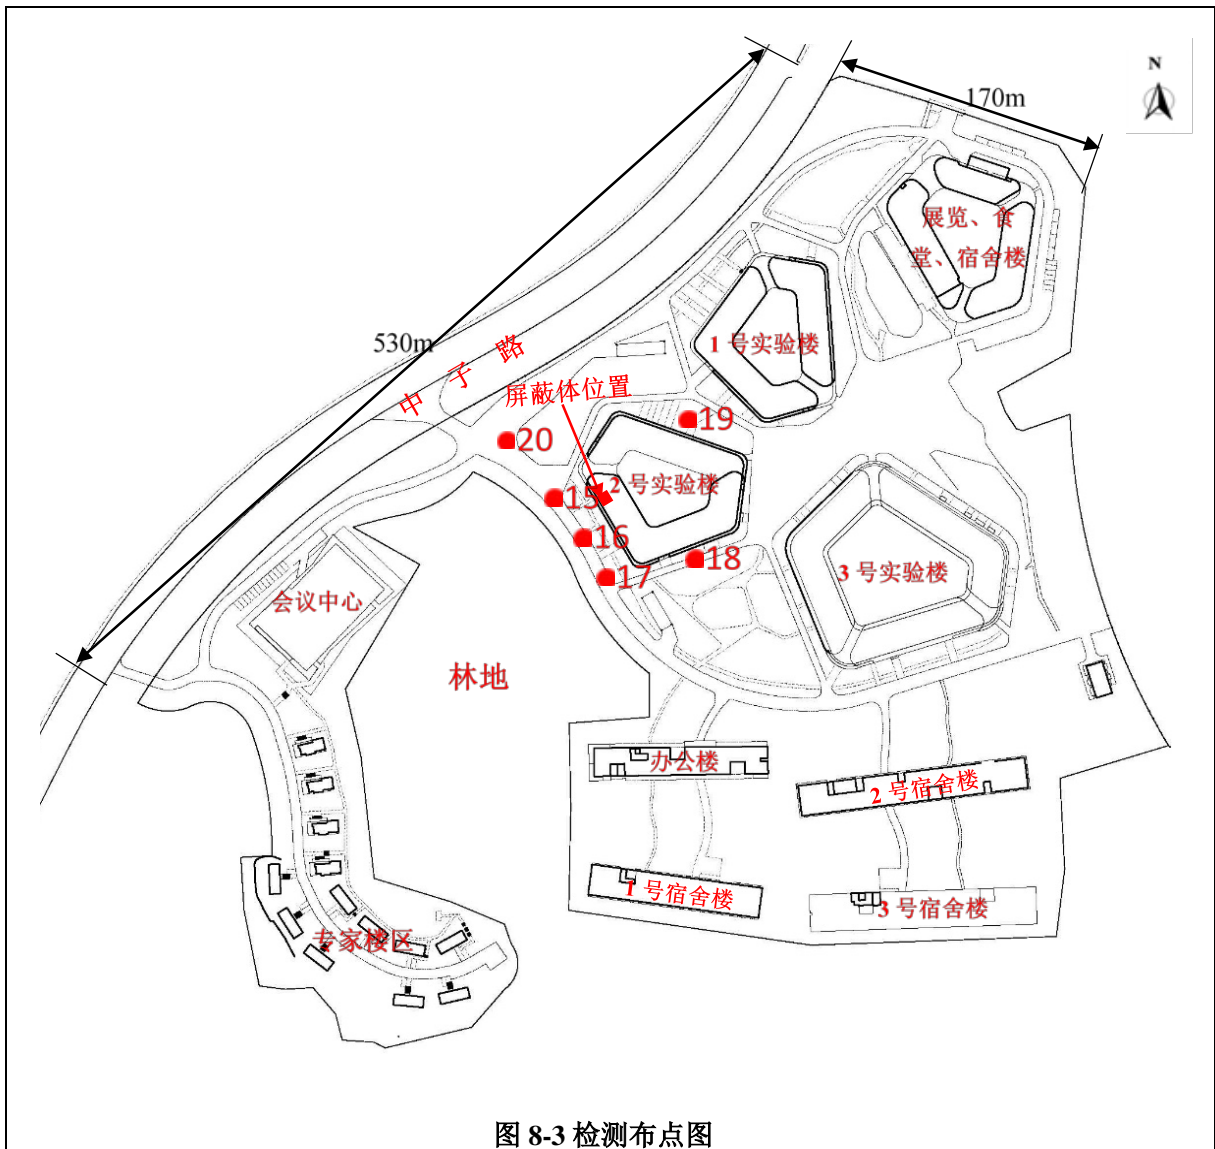 N
170m
展览、食
堂、宿舍楼
530m
中子路
1 号实验楼
屏蔽体位置
19
20
2 号实验楼
15
16
17
18
3 号实验楼
会议中心
林地
办公楼
2 号宿舍楼
1 号宿舍楼
3 号宿舍楼
专家楼区
图 8-3 检测布点图